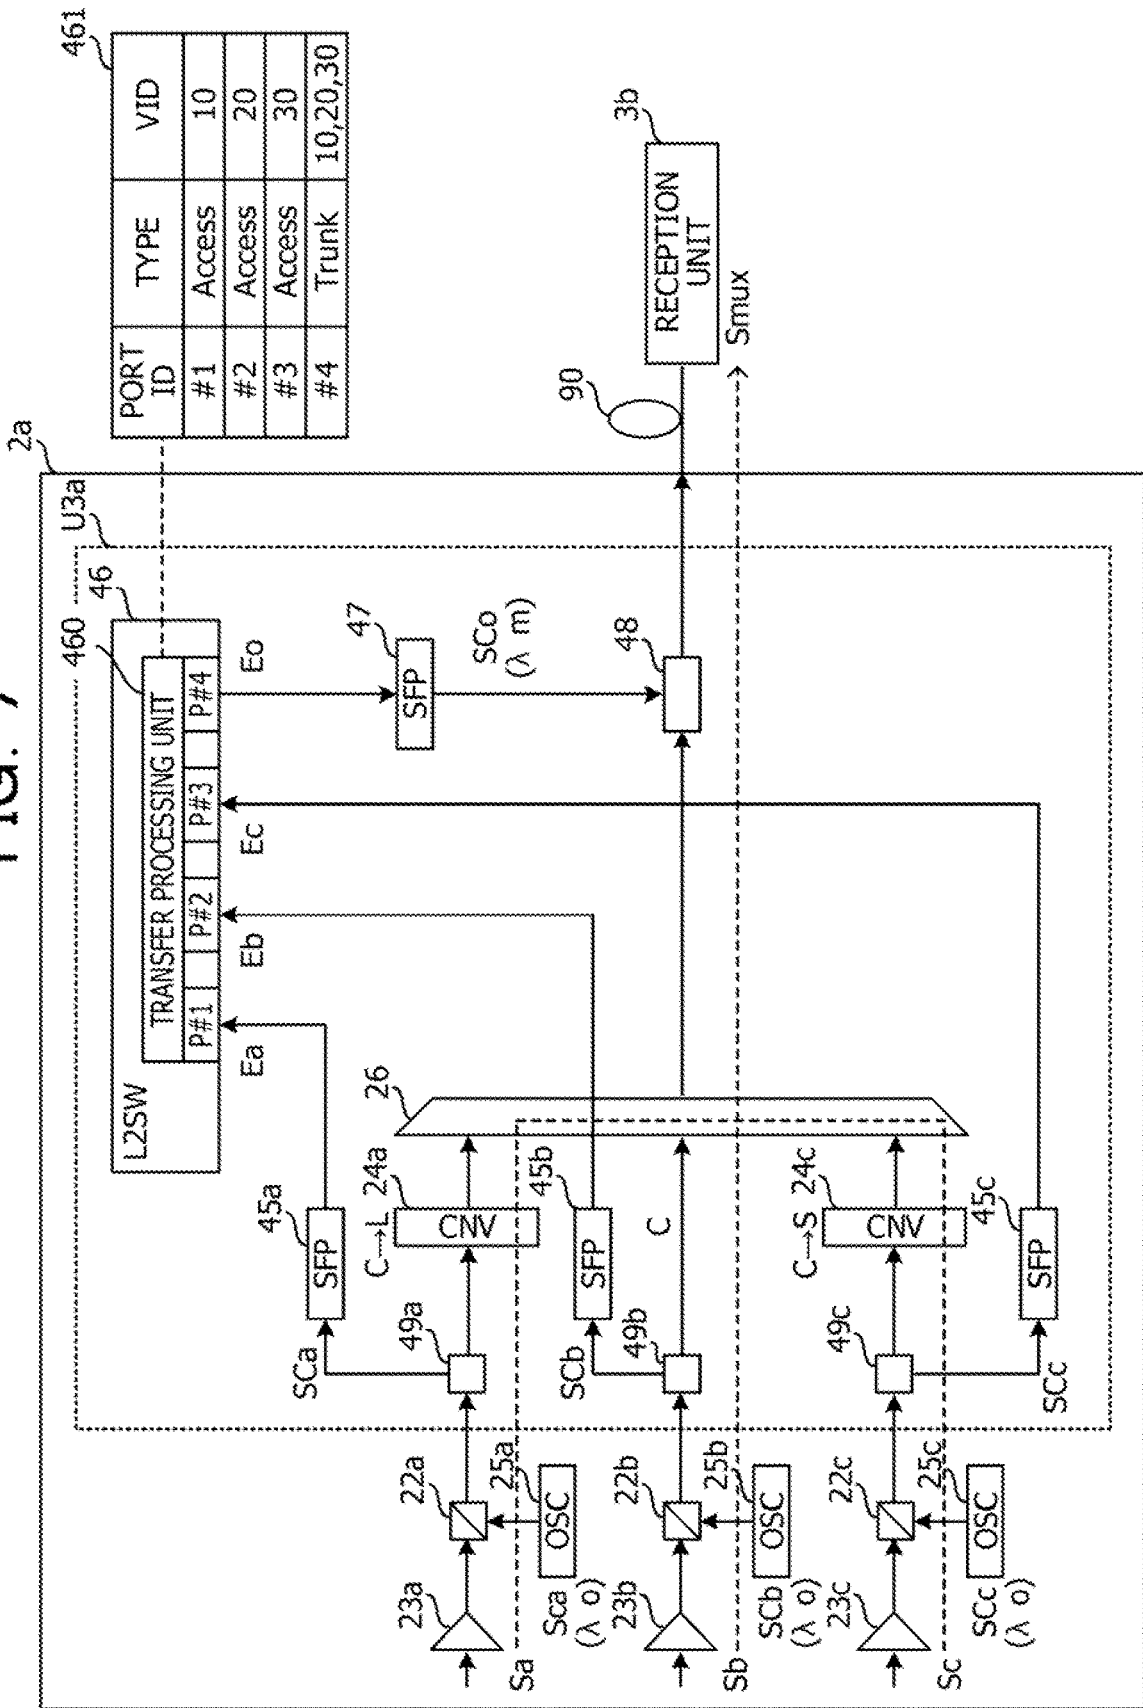 FIG. 7
2a
U3a
46
460
L2SW
TRANSFER PROCESSING UNIT
P#1
P#2
P#3
P#4
Ea
Eb
Ec
Eo
461
PORT ID
TYPE
VID
#1
Access
10
#2
Access
20
#3
Access
30
#4
Trunk
10,20,30
47
SFP
SCo
(λ m)
48
90
3b
RECEPTION
UNIT
Smux
26
45a
SFP
SCa
49a
C→L
24a
CNV
45b
SFP
SCb
49b
C
C→S
24c
CNV
49c
45c
SFP
SCc
23a
22a
25a
OSC
Sca
(λ o)
Sa
23b
22b
25b
OSC
SCb
(λ o)
Sb
23c
22c
25c
OSC
SCc
(λ o)
Sc